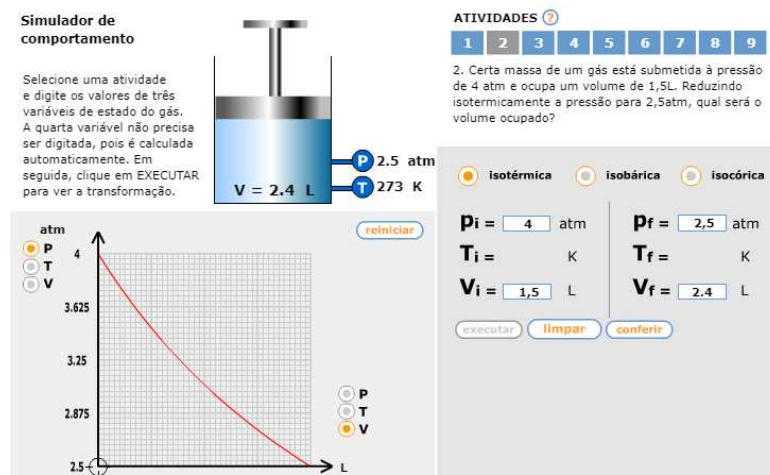 Simulador de
comportamento
Selecione uma atividade
e digite os valores de três
variáveis de estado do gás.
A quarta variável não precisa
ser digitada, pois é calculada
automaticamente. Em
seguida, clique em EXECUTAR
para ver a transformação.
P 2.5 atm
V = 2.4 L
T 273 K
ATIVIDADES ?
1 2 3 4 5 6 7 8 9
2. Certa massa de um gás está submetida à pressão
de 4 atm e ocupa um volume de 1,5L. Reduzindo
isotermicamente a pressão para 2,5atm, qual será o
volume ocupado?
isotérmica isobárica isocórica
pi = 4 atm pf = 2,5 atm
Ti = K Tf = K
Vi = 1,5 L Vf = 2.4 L
executar limpar conferir
atm
reiniciar
P
T
V
4
3.625
3.25
2.875
2.5
P
T
V
L